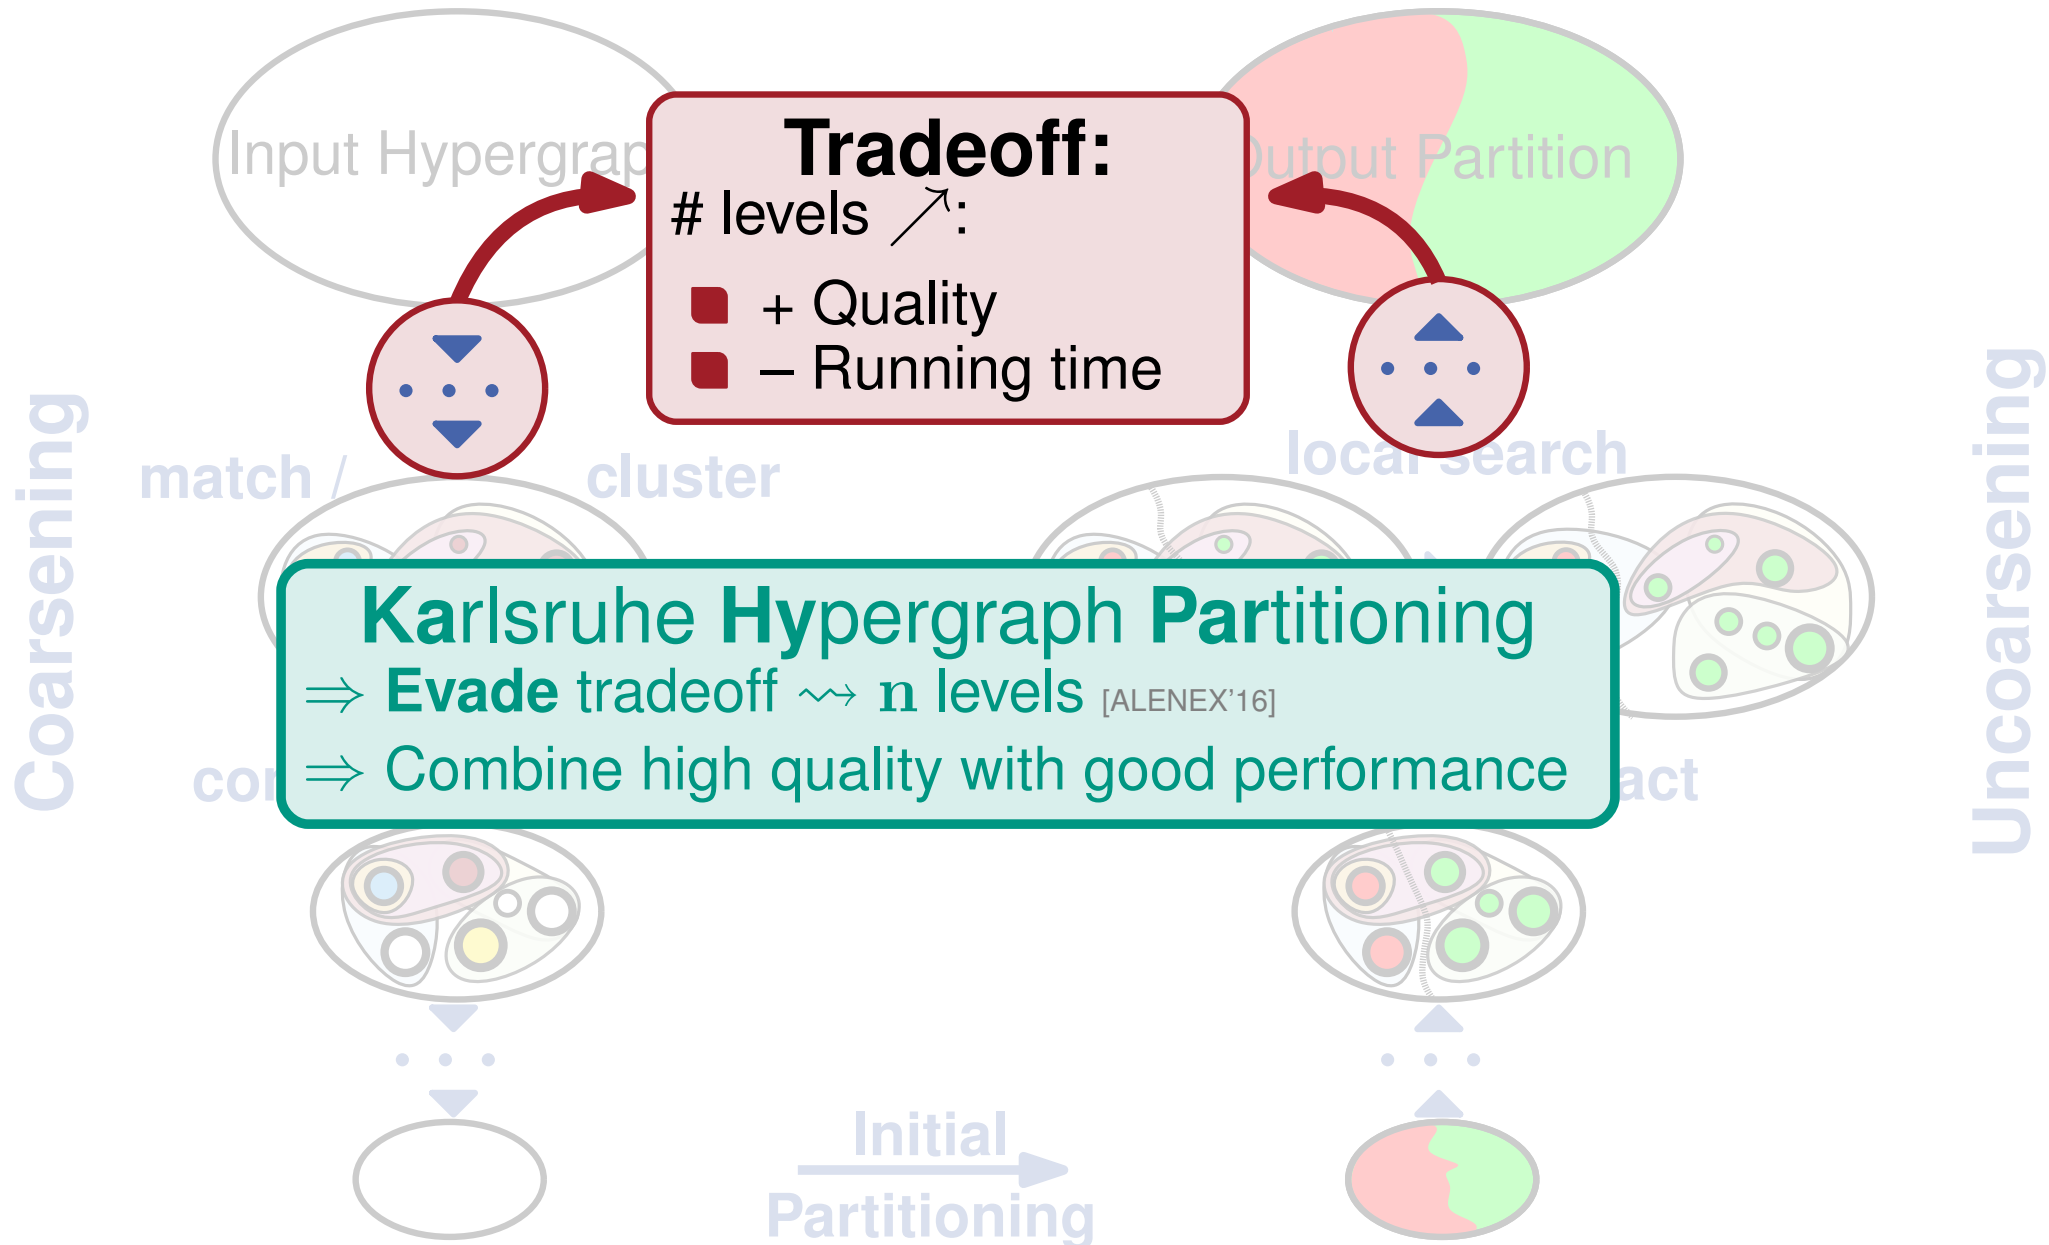 Input Hypergrap
Output Partition
Tradeoff:
# levels ↗:
+ Quality
– Running time
Coarsening
Uncoarsening
match /
cluster
local search
Karlsruhe Hypergraph Partitioning
⇒ Evade tradeoff ⇝ n levels [ALENEX'16]
⇒ Combine high quality with good performance
Initial
Partitioning